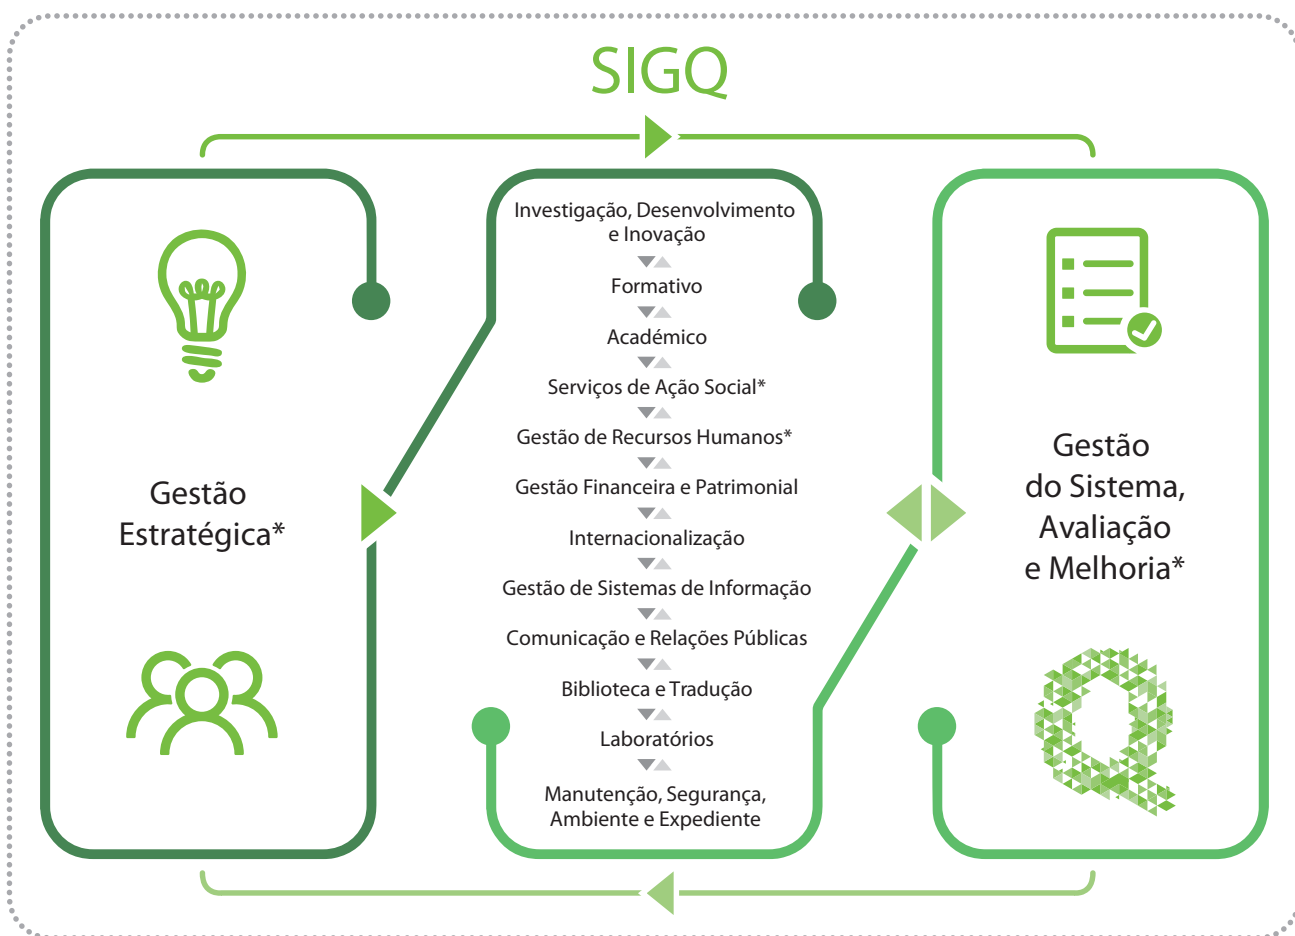 SIGQ
Gestão
Estratégica*
Investigação, Desenvolvimento
e Inovação
Formativo
Académico
Serviços de Ação Social*
Gestão de Recursos Humanos*
Gestão Financeira e Patrimonial
Internacionalização
Gestão de Sistemas de Informação
Comunicação e Relações Públicas
Biblioteca e Tradução
Laboratórios
Manutenção, Segurança,
Ambiente e Expediente
Gestão
do Sistema,
Avaliação
e Melhoria*
Q